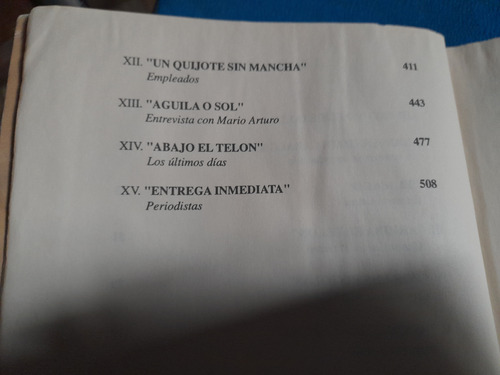 XII. "UN QUIJOTE SIN MANCHA" 411
Empleados
XIII. "AGUILA O SOL" 443
Entrevista con Mario Arturo
XIV. "ABAJO EL TELON" 477
Los últimos días
XV. "ENTREGA INMEDIATA" 508
Periodistas